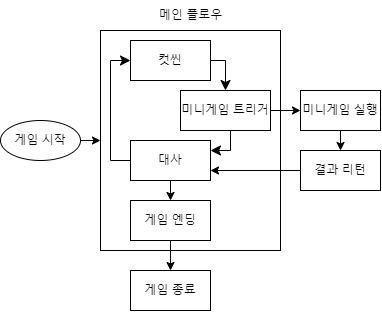 메인 플로우
컷씬
미니게임 트리거
미니게임 실행
게임 시작
대사
결과 리턴
게임 엔딩
게임 종료